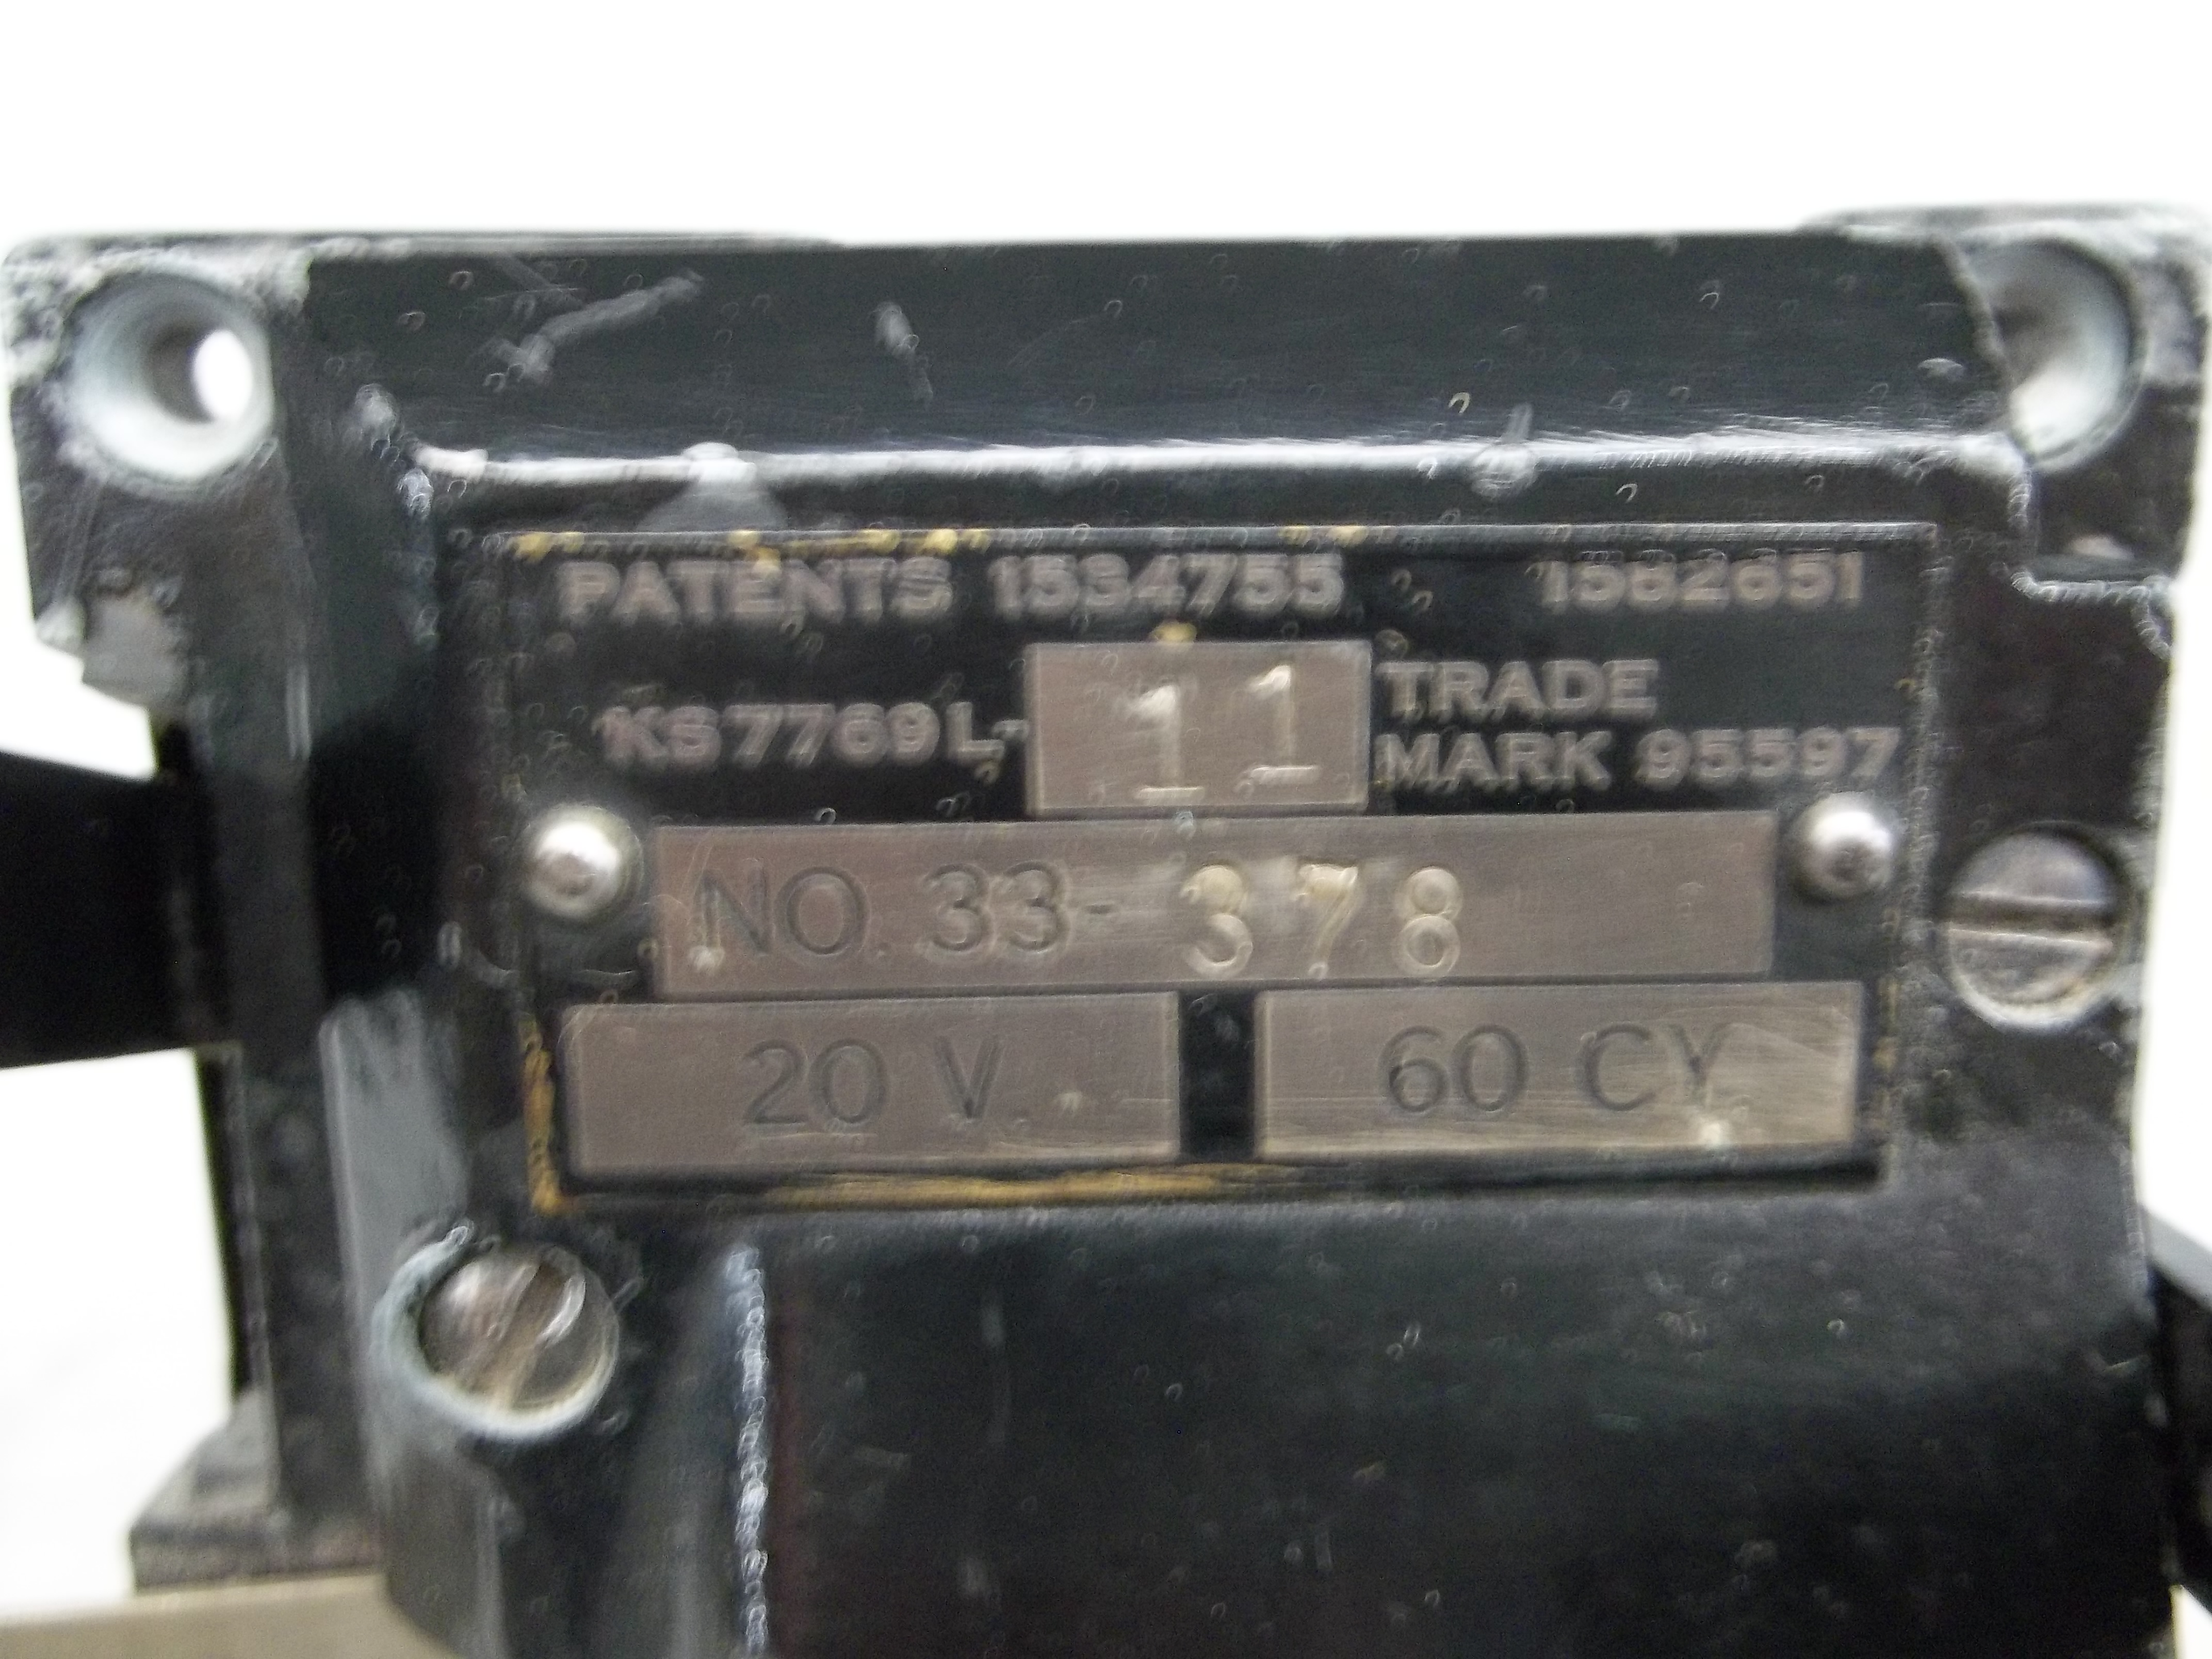 PATENTS 1534755 1582651
KS7769L-11 TRADE
MARK 95597
NO. 33-378
20 V. 60 CY